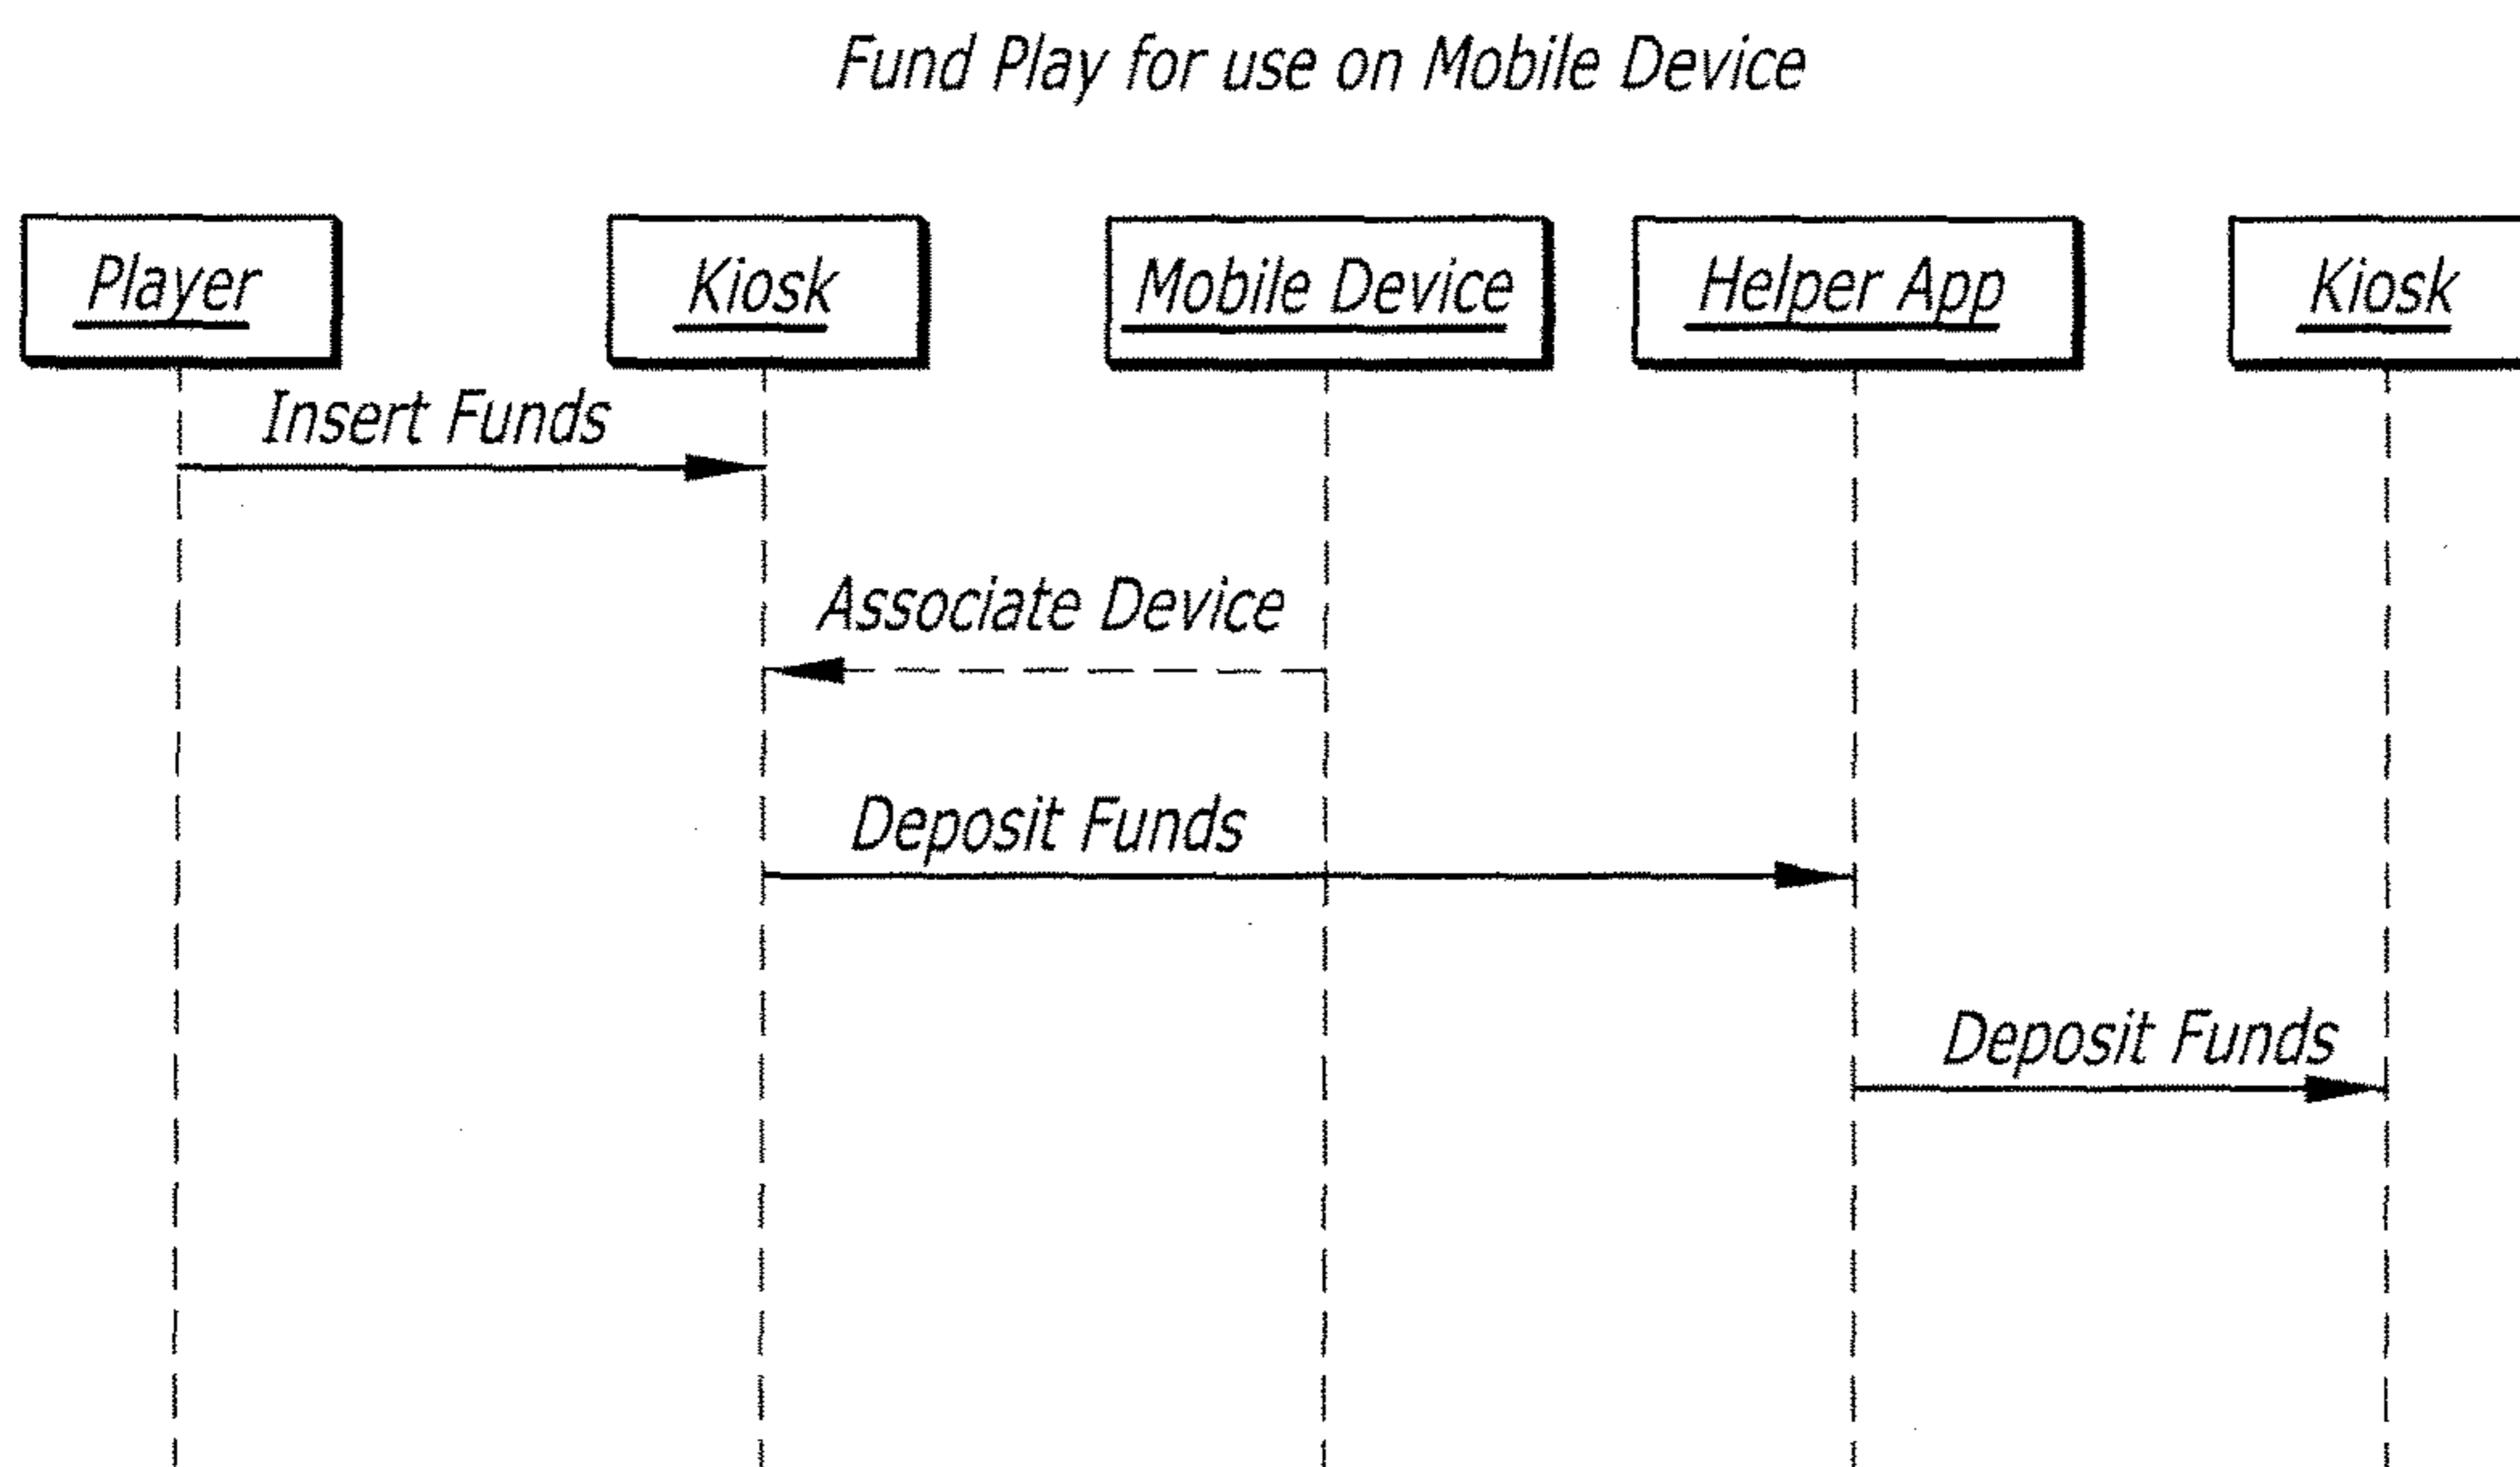 Fund Play for use on Mobile Device
Player
Kiosk
Mobile Device
Helper App
Kiosk
Insert Funds
Associate Device
Deposit Funds
Deposit Funds